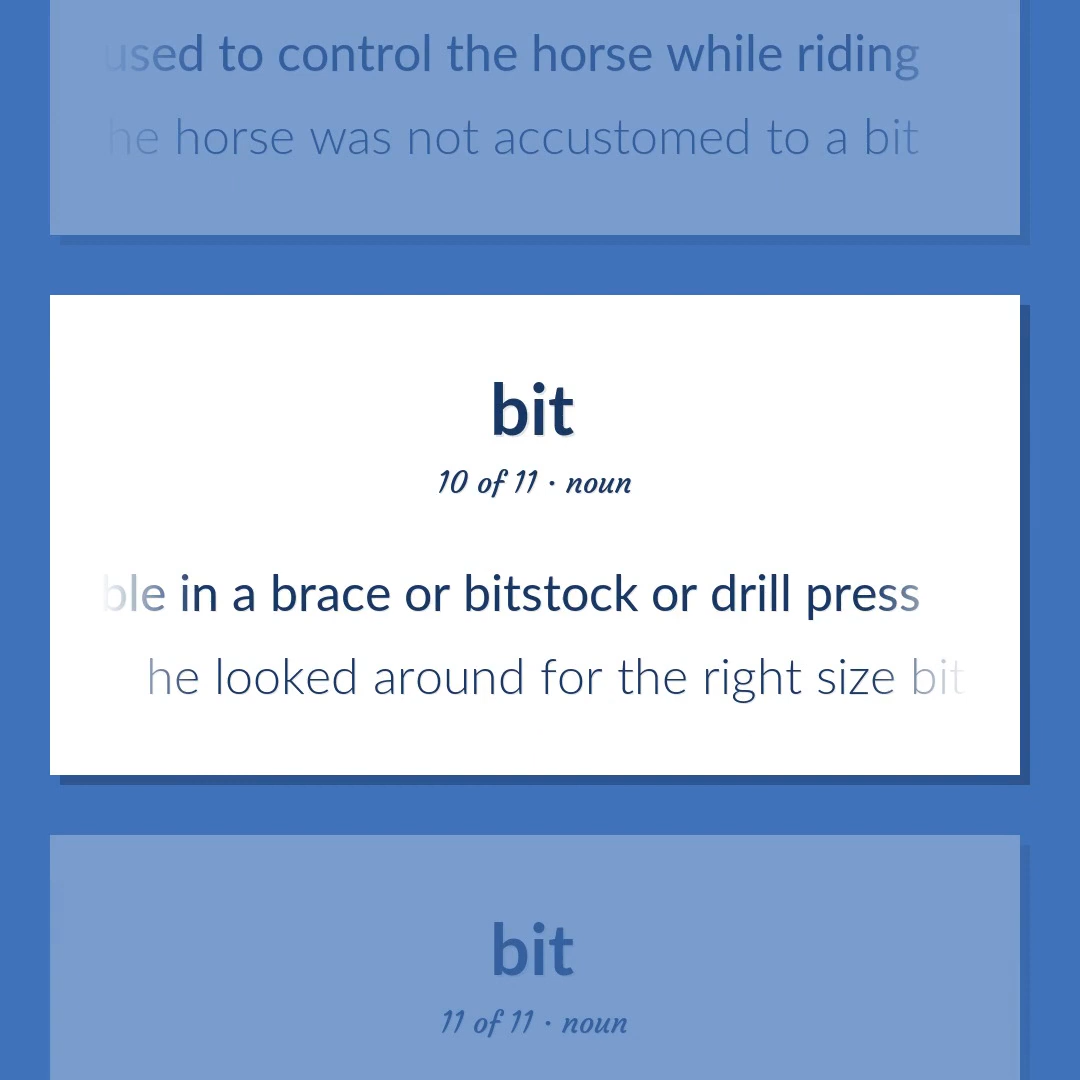 used to control the horse while riding
he horse was not accustomed to a bit
bit
10 of 11 · noun
ble in a brace or bitstock or drill press
he looked around for the right size bit
bit
11 of 11 · noun